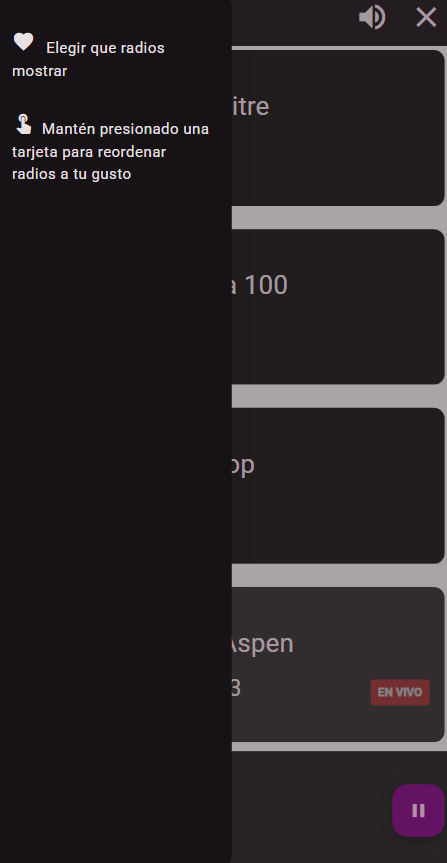 Elegir que radios
mostrar
Mantén presionado una
tarjeta para reordenar
radios a tu gusto
itre
100
op
Aspen
3
EN VIVO